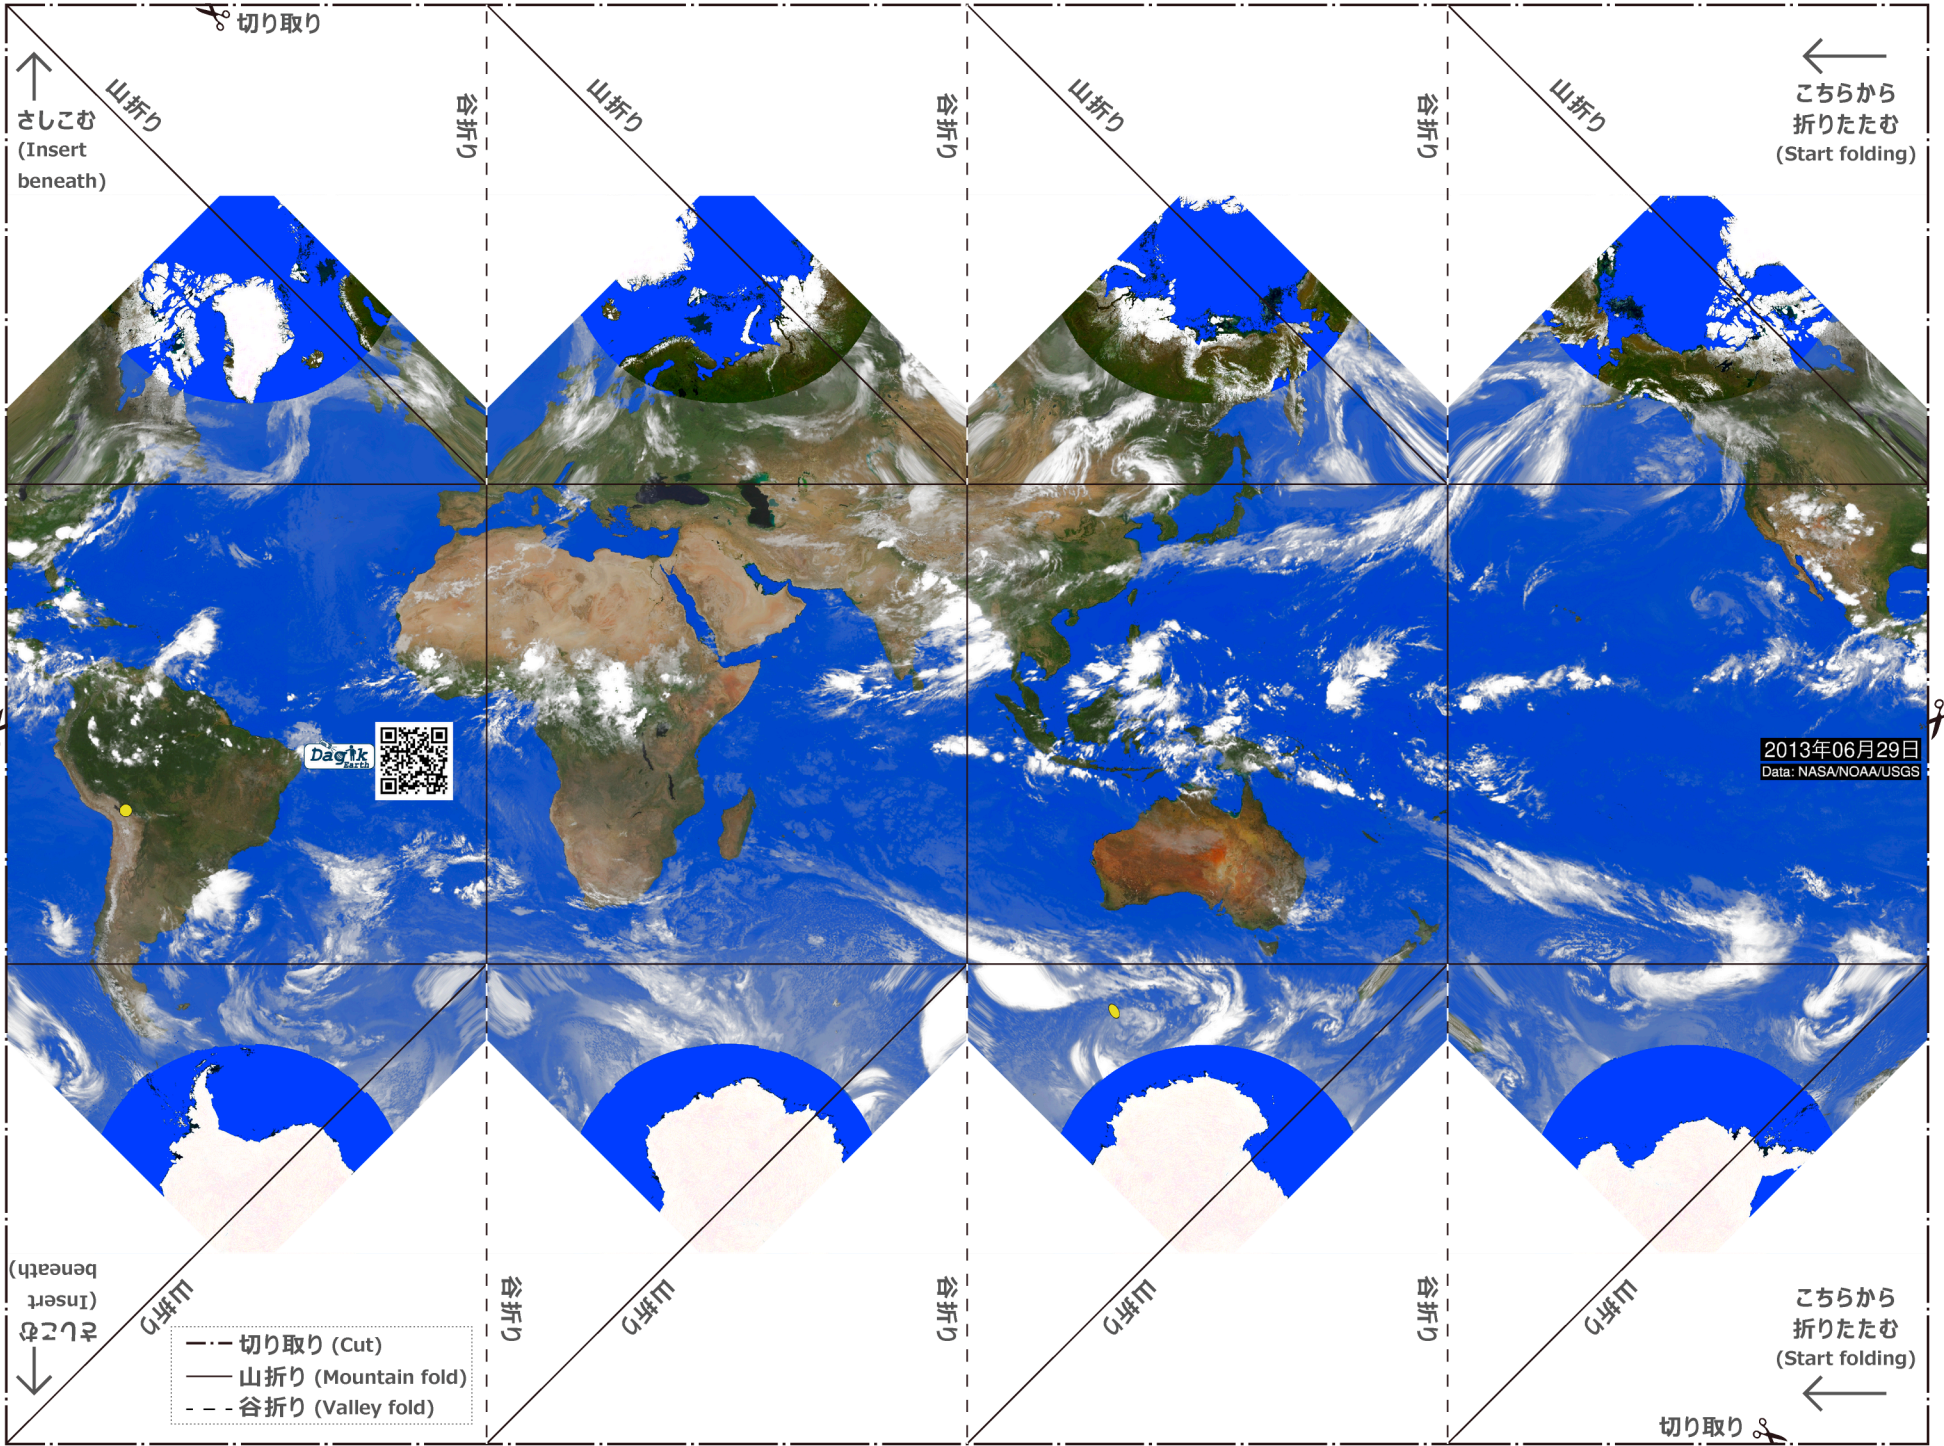 切り取り
さしこむ
(Insert
beneath)
山折り
谷折り
山折り
谷折り
山折り
谷折り
山折り
こちらから
折りたたむ
(Start folding)
Dagik
Earth
2013年06月29日
Data: NASA/NOAA/USGS
さしこむ
(Insert
beneath)
山折り
谷折り
山折り
谷折り
山折り
谷折り
山折り
こちらから
折りたたむ
(Start folding)
切り取り (Cut)
山折り (Mountain fold)
谷折り (Valley fold)
切り取り